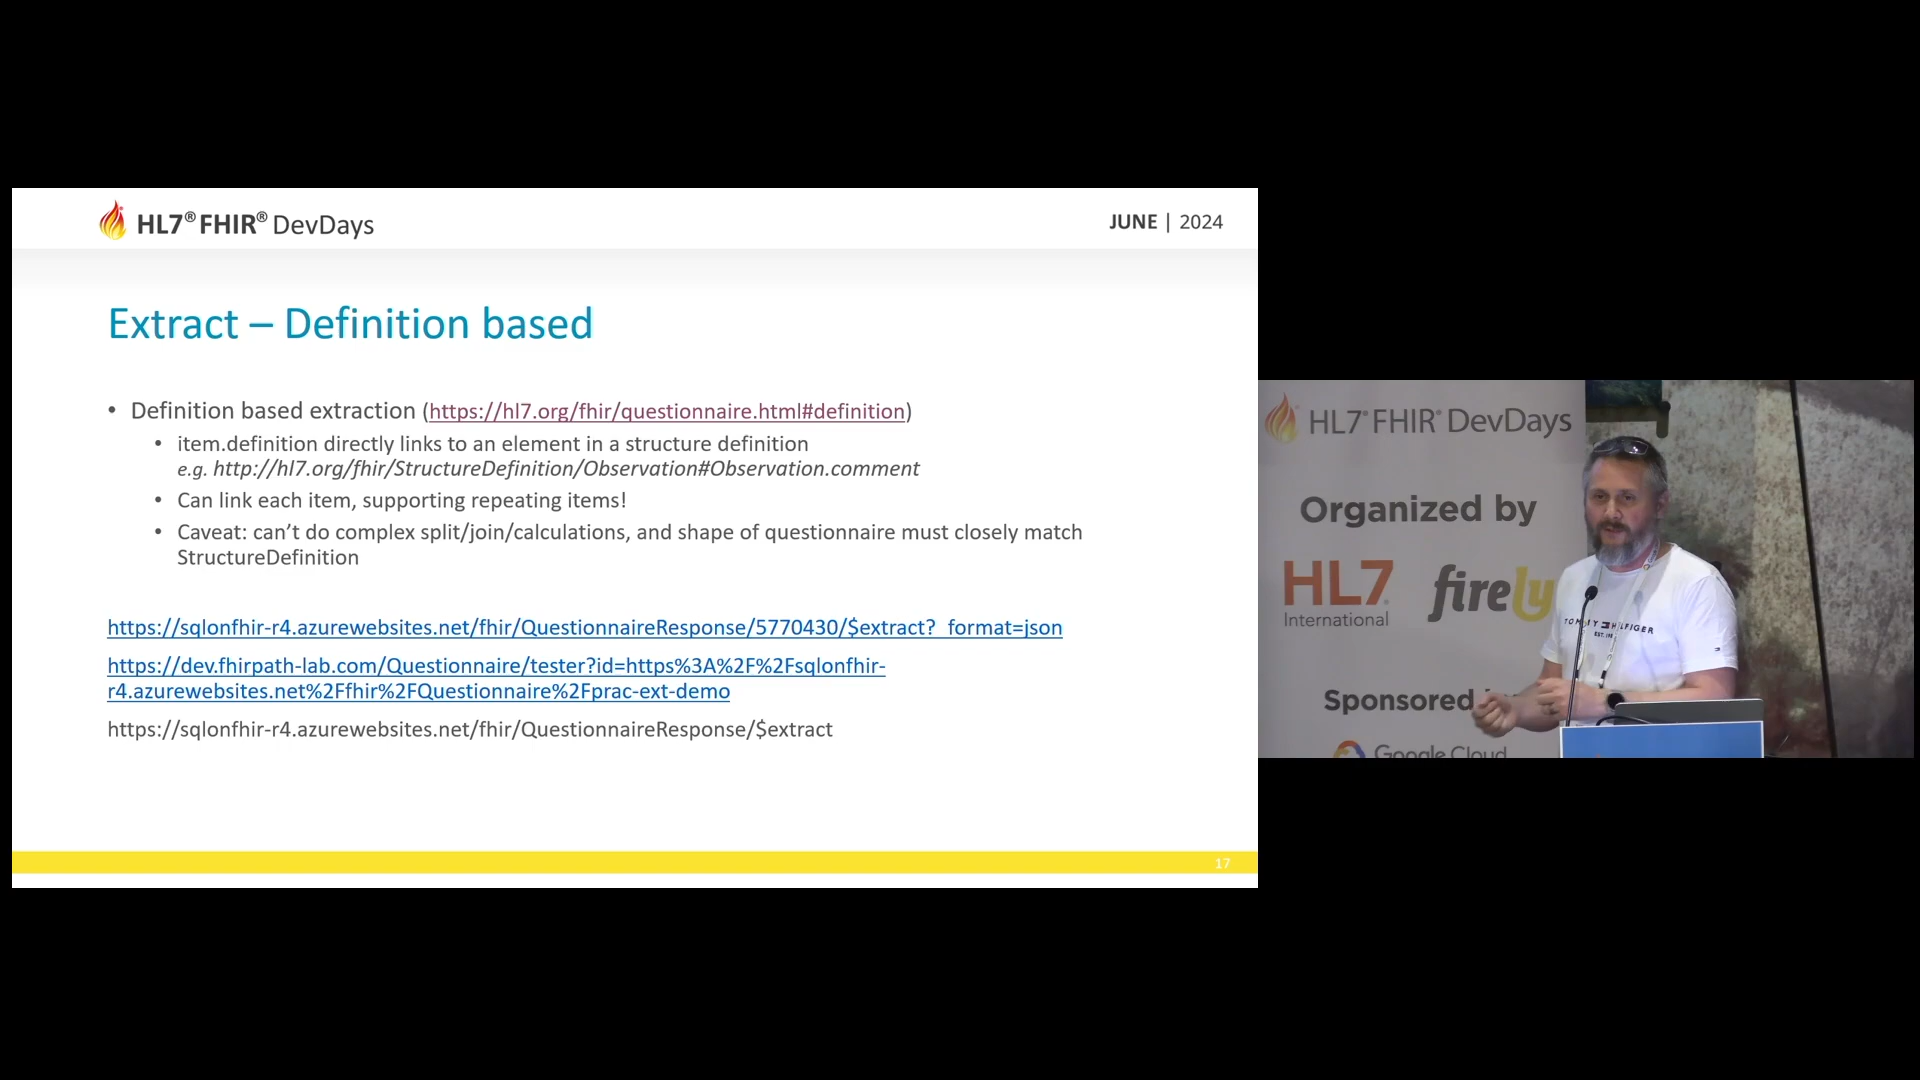 HL7® FHIR® DevDays
JUNE | 2024
Extract – Definition based
• Definition based extraction (https://hl7.org/fhir/questionnaire.html#definition)
• item.definition directly links to an element in a structure definition
e.g. http://hl7.org/fhir/StructureDefinition/Observation#Observation.comment
• Can link each item, supporting repeating items!
• Caveat: can’t do complex split/join/calculations, and shape of questionnaire must closely match
StructureDefinition
https://sqlonfhir-r4.azurewebsites.net/fhir/QuestionnaireResponse/5770430/$extract?_format=json
https://dev.fhirpath-lab.com/Questionnaire/tester?id=https%3A%2F%2Fsqlonfhir-
r4.azurewebsites.net%2Ffhir%2FQuestionnaire%2Fprac-ext-demo
https://sqlonfhir-r4.azurewebsites.net/fhir/QuestionnaireResponse/$extract
17
HL7® FHIR® DevDays
Organized by
HL7
International
firely
Sponsored
Google Cloud